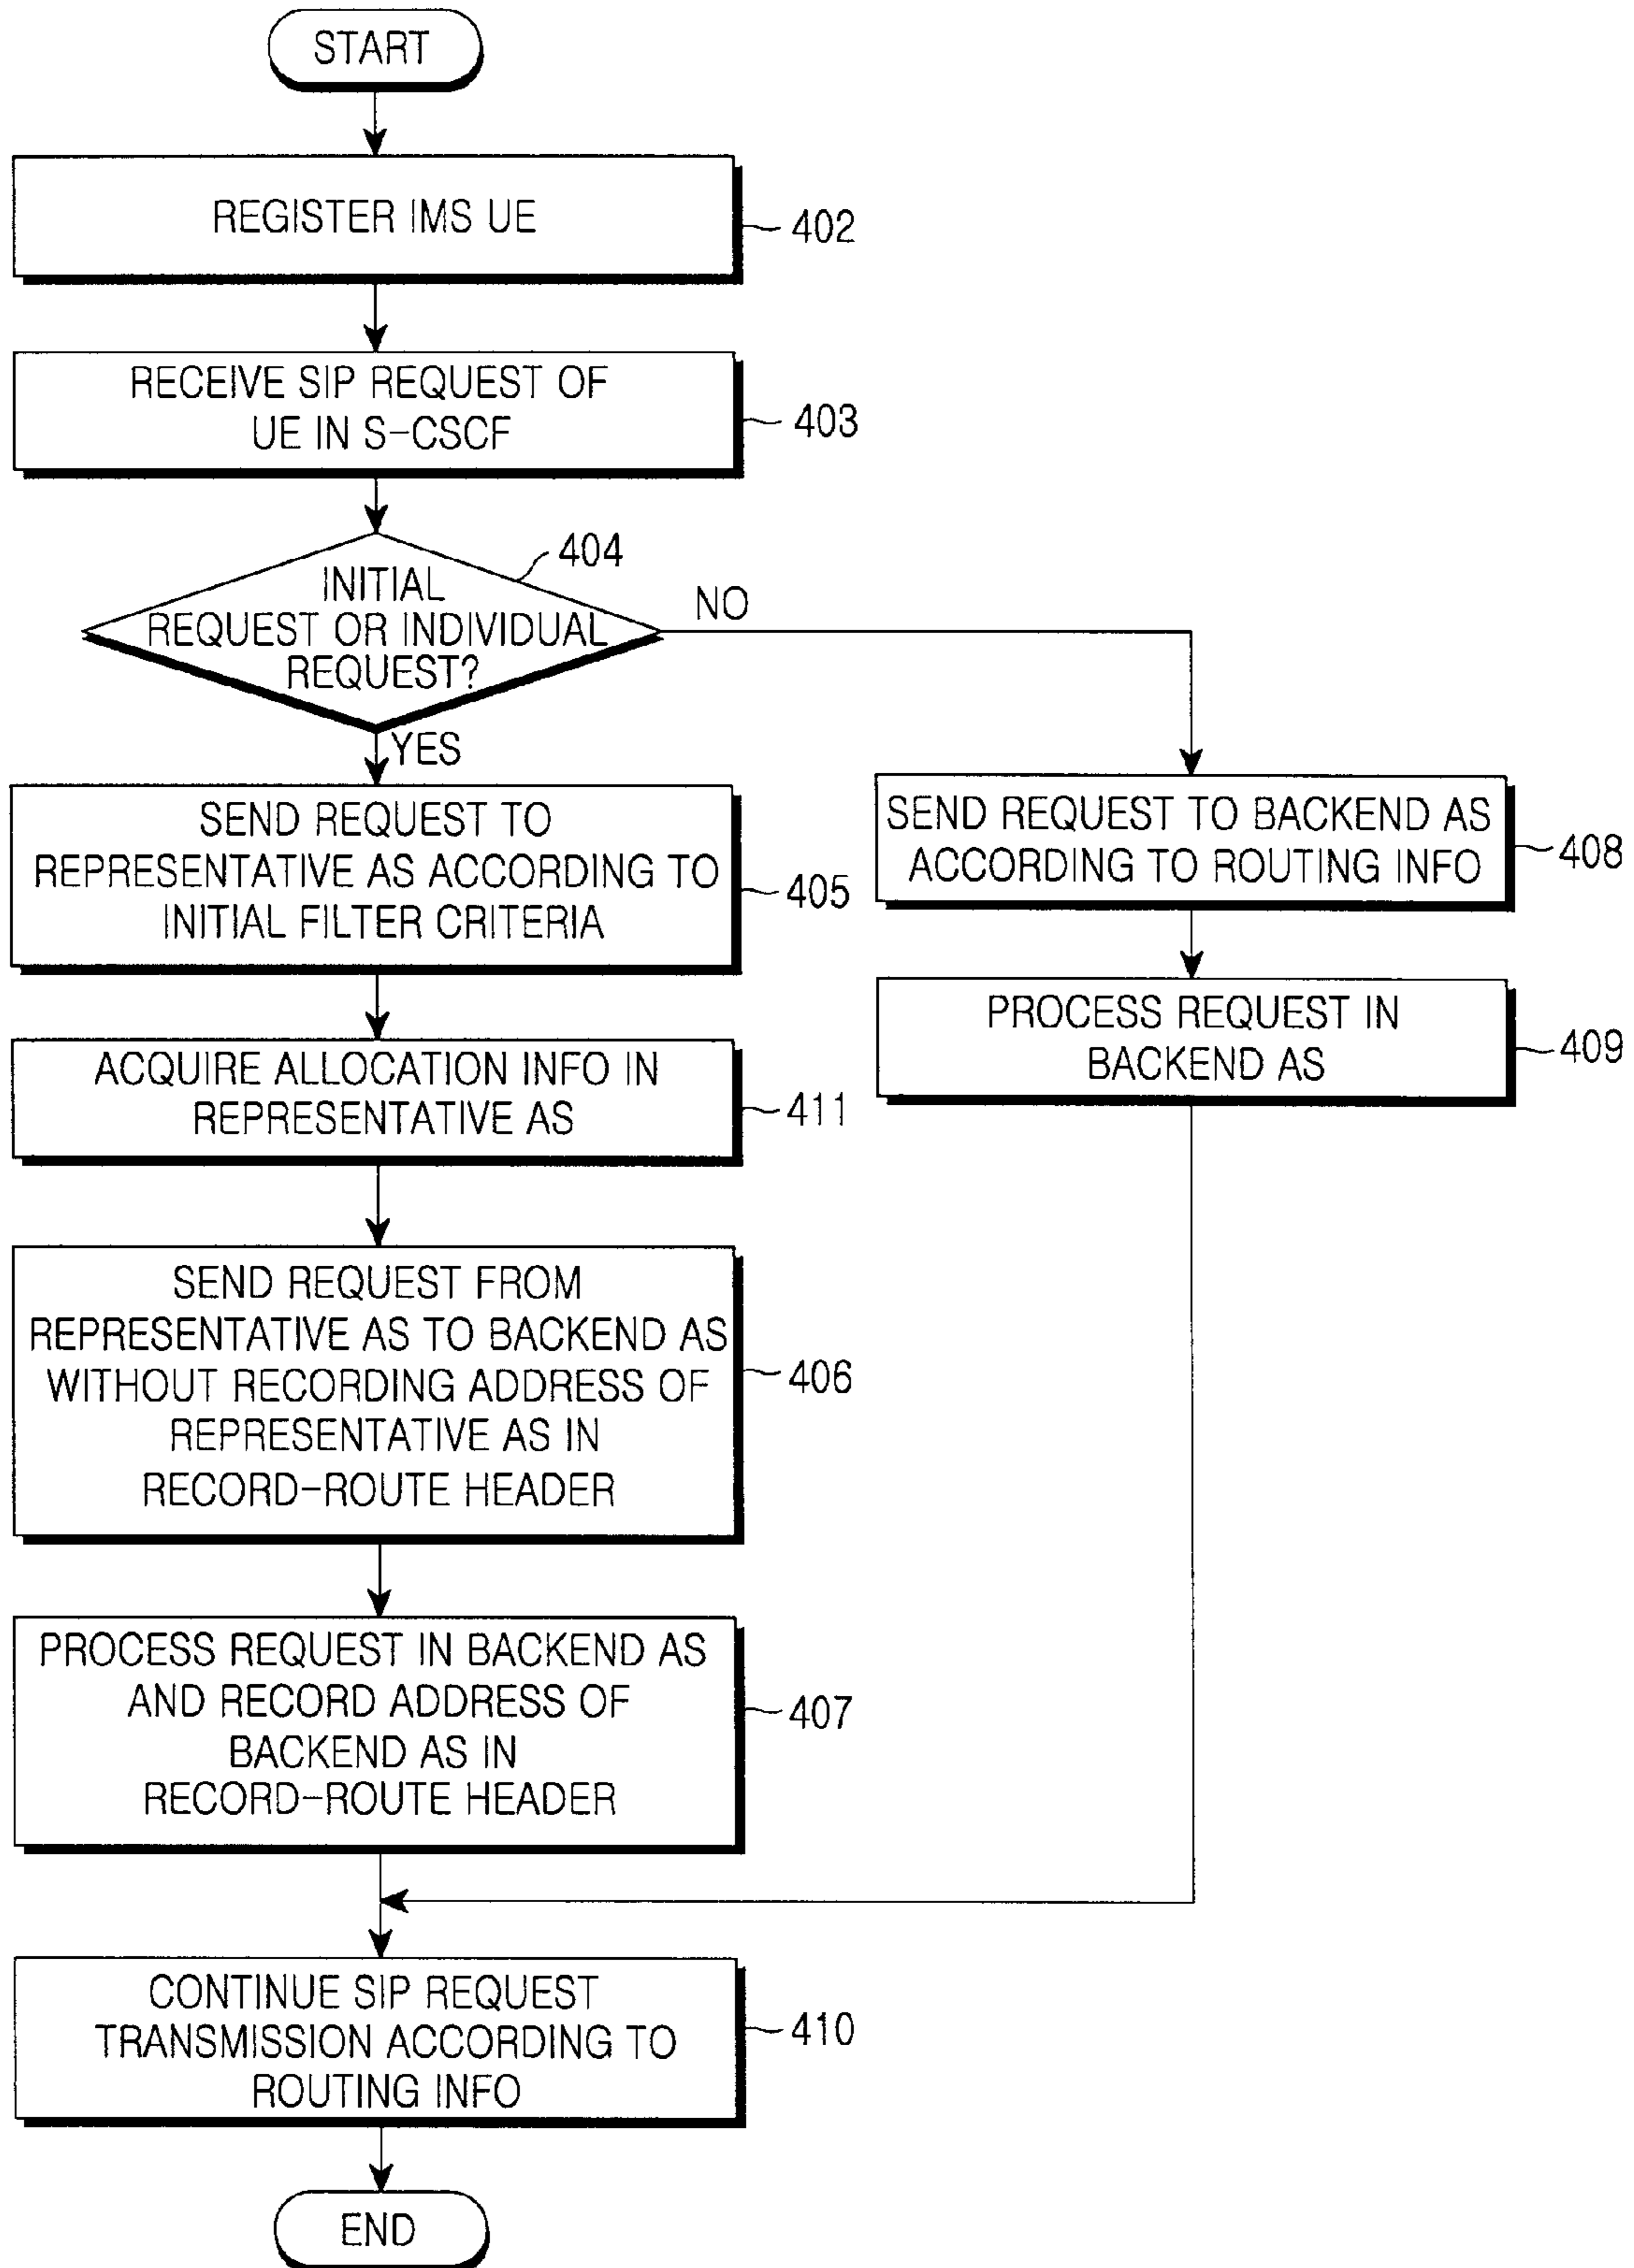 START
REGISTER IMS UE
402
RECEIVE SIP REQUEST OF
UE IN S-CSCF
403
404
INITIAL
REQUEST OR INDIVIDUAL
REQUEST?
NO
YES
SEND REQUEST TO
REPRESENTATIVE AS ACCORDING TO
INITIAL FILTER CRITERIA
405
SEND REQUEST TO BACKEND AS
ACCORDING TO ROUTING INFO
408
PROCESS REQUEST IN
BACKEND AS
409
ACQUIRE ALLOCATION INFO IN
REPRESENTATIVE AS
411
SEND REQUEST FROM
REPRESENTATIVE AS TO BACKEND AS
WITHOUT RECORDING ADDRESS OF
REPRESENTATIVE AS IN
RECORD-ROUTE HEADER
406
PROCESS REQUEST IN BACKEND AS
AND RECORD ADDRESS OF
BACKEND AS IN
RECORD-ROUTE HEADER
407
CONTINUE SIP REQUEST
TRANSMISSION ACCORDING TO
ROUTING INFO
410
END